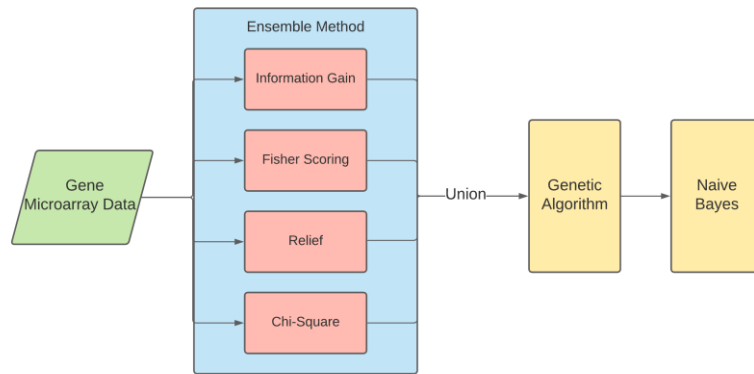 Ensemble Method
Information Gain
Fisher Scoring
Gene
Microarray Data
Union
Genetic
Algorithm
Naive
Bayes
Relief
Chi-Square